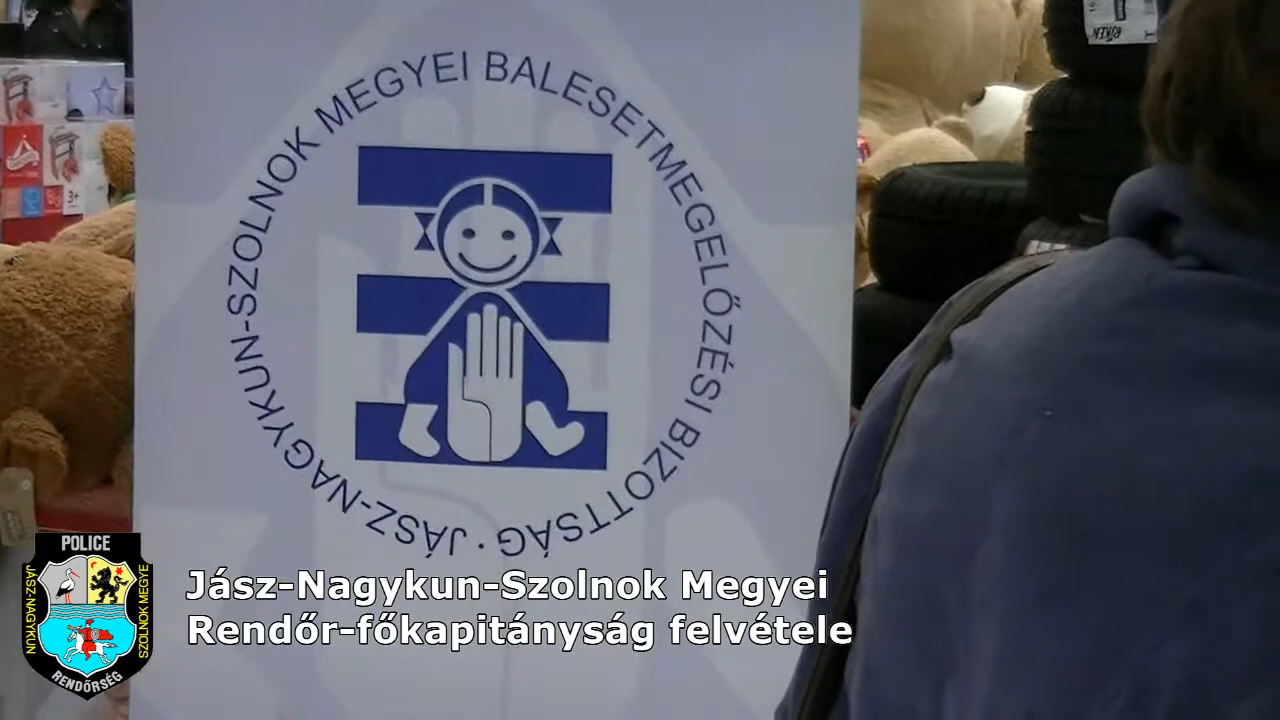 JÁSZ-NAGYKUN-SZOLNOK MEGYEI BALESETMEGELŐZÉSI BIZOTTSÁG ·
3+
POLICE
JÁSZ-NAGYKUN
SZOLNOK MEGYE
RENDŐRSÉG
Jász-Nagykun-Szolnok Megyei
Rendőr-főkapitányság felvétele